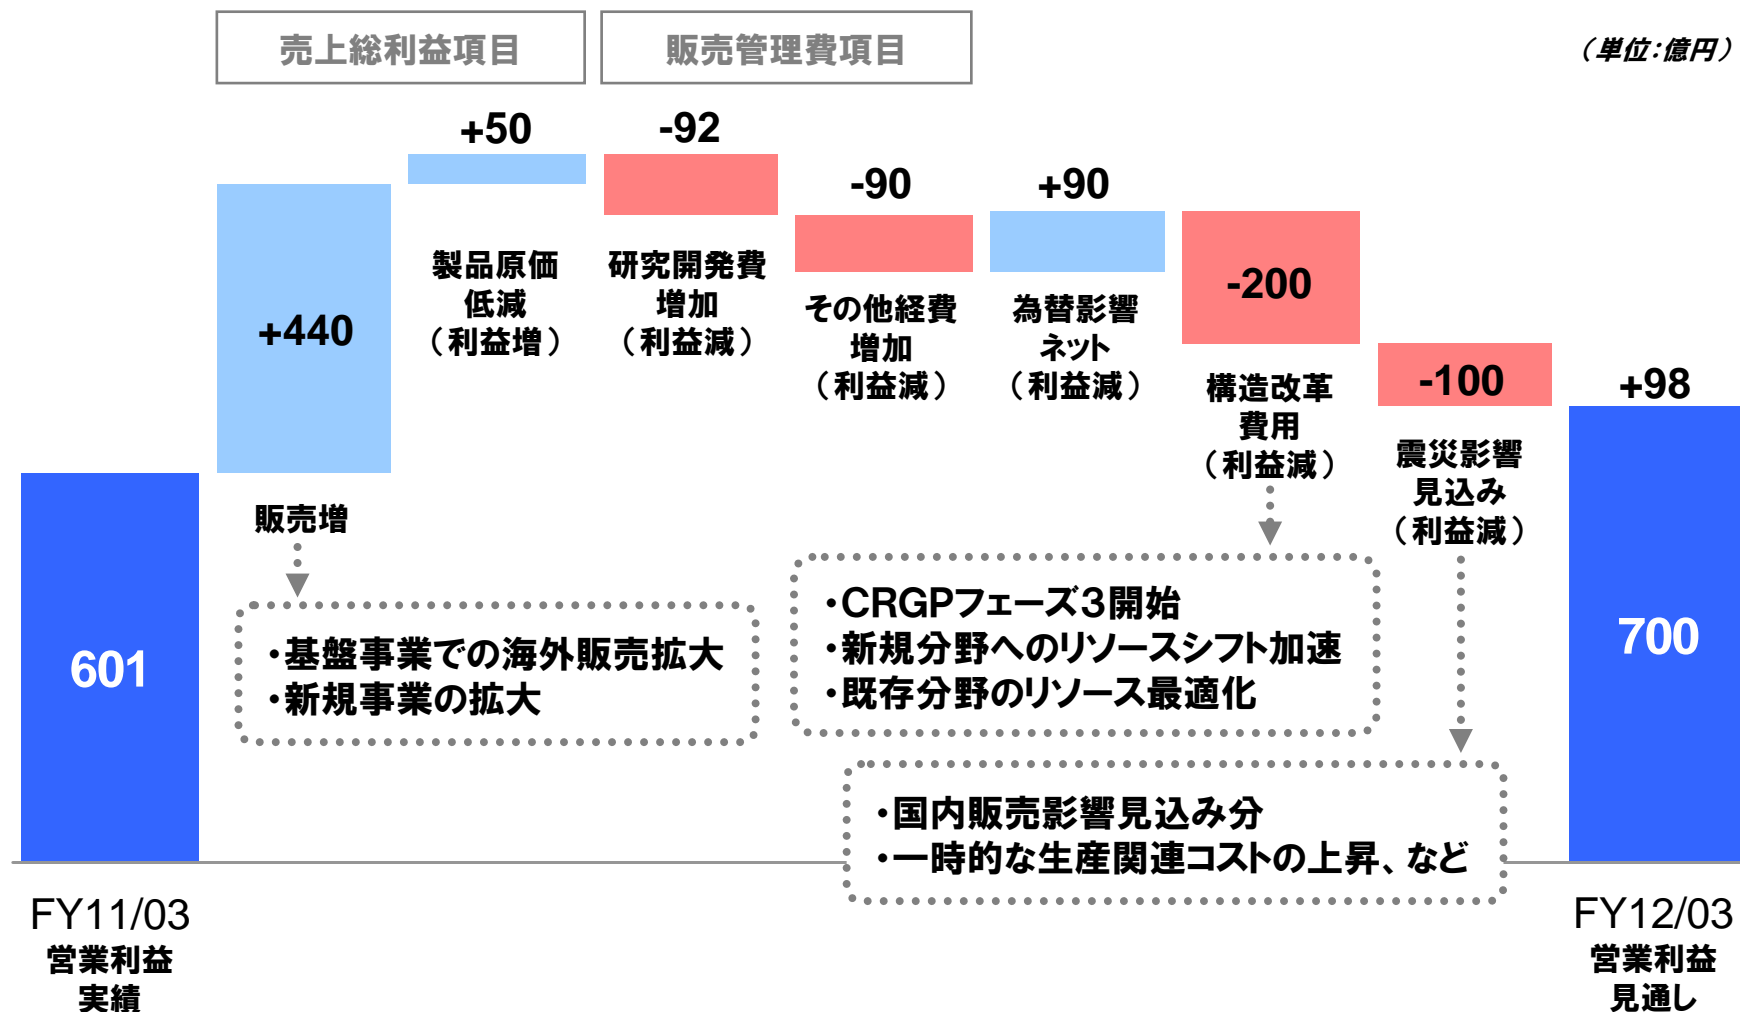 売上総利益項目
販売管理費項目
（単位：億円）
+50
-92
-90
+90
+440
-200
-100
+98
製品原価
低減
（利益増）
研究開発費
増加
（利益減）
その他経費
増加
（利益減）
為替影響
ネット
（利益減）
構造改革
費用
（利益減）
震災影響
見込み
（利益減）
販売増
・基盤事業での海外販売拡大
・新規事業の拡大
・CRGPフェーズ3開始
・新規分野へのリソースシフト加速
・既存分野のリソース最適化
・国内販売影響見込み分
・一時的な生産関連コストの上昇、など
601
700
FY11/03
営業利益
実績
FY12/03
営業利益
見通し